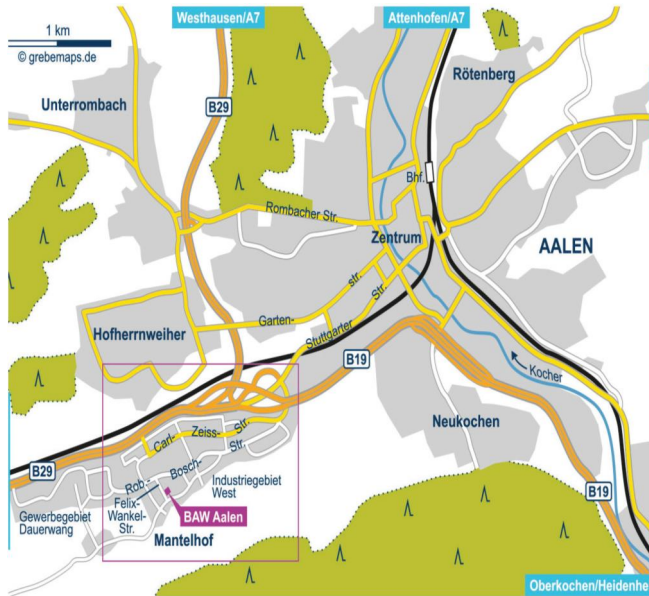 Westhausen/A7
Attenhofen/A7
1 km
© grebemaps.de
Rötenberg
Unterrombach
B29
Bhf.
Rombacher Str.
Zentrum
AALEN
Garten-
str.
Hofherrnweiher
Stuttgarter
Str.
B19
Kocher
Neukochen
Carl-
Zeiss-
Str.
B29
Rob.-
Bosch-
Str.
Industriegebiet
West
Felix-
Wankel-
Str.
Gewerbegebiet
Dauerwang
BAW Aalen
Mantelhof
B19
Oberkochen/Heidenhe